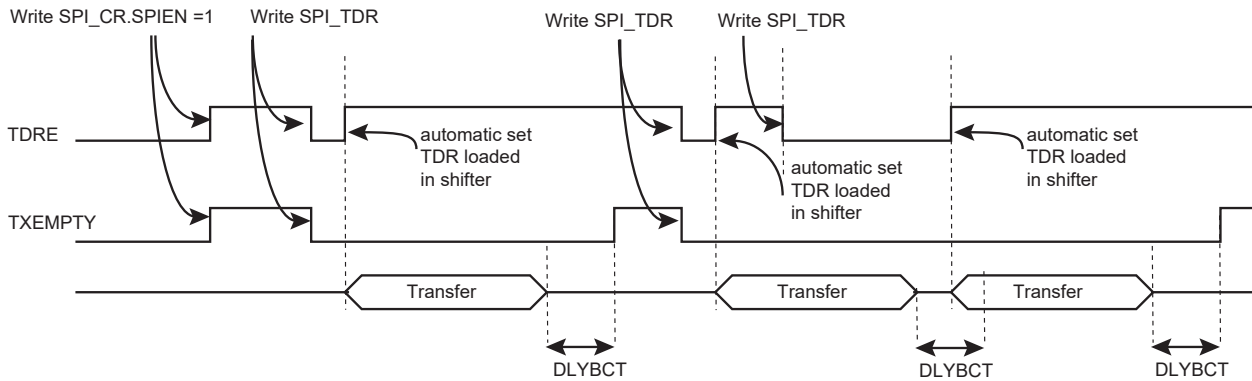 Write SPI_CR.SPIEN =1
Write SPI_TDR
Write SPI_TDR
Write SPI_TDR
TDRE
automatic set
TDR loaded
in shifter
automatic set
TDR loaded
in shifter
automatic set
TDR loaded
in shifter
TXEMPTY
Transfer
Transfer
Transfer
DLYBCT
DLYBCT
DLYBCT